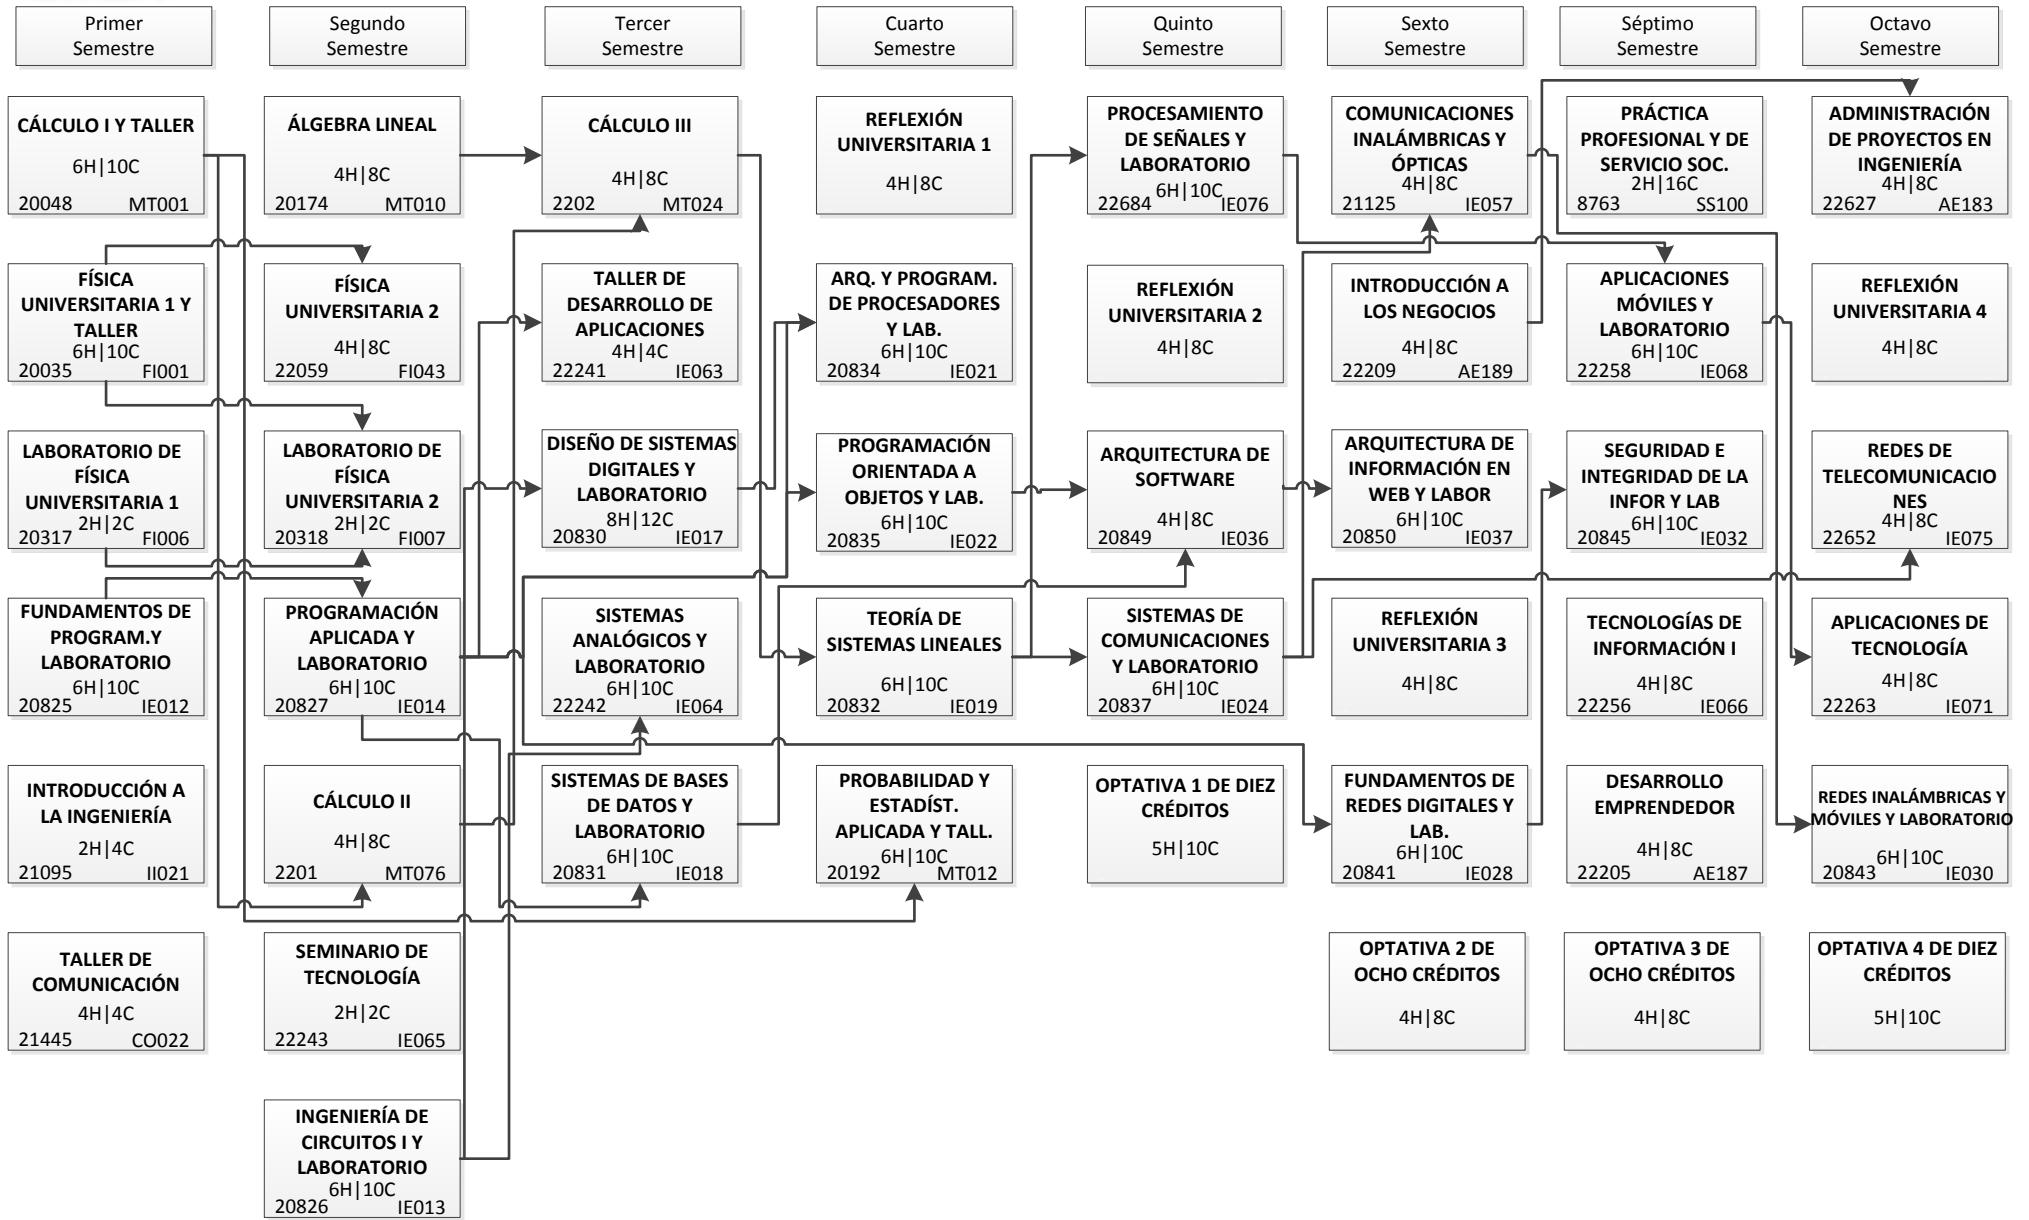 Primer
Semestre
Segundo
Semestre
Tercer
Semestre
Cuarto
Semestre
Quinto
Semestre
Sexto
Semestre
Séptimo
Semestre
Octavo
Semestre
CÁLCULO I Y TALLER
6H|10C
20048 MT001
FÍSICA
UNIVERSITARIA 1 Y
TALLER
6H|10C
20035 FI001
LABORATORIO DE
FÍSICA
UNIVERSITARIA 1
2H|2C
20317 FI006
FUNDAMENTOS DE
PROGRAM.Y
LABORATORIO
6H|10C
20825 IE012
INTRODUCCIÓN A
LA INGENIERÍA
2H|4C
21095 II021
TALLER DE
COMUNICACIÓN
4H|4C
21445 CO022
ÁLGEBRA LINEAL
4H|8C
20174 MT010
FÍSICA
UNIVERSITARIA 2
4H|8C
22059 FI043
LABORATORIO DE
FÍSICA
UNIVERSITARIA 2
2H|2C
20318 FI007
PROGRAMACIÓN
APLICADA Y
LABORATORIO
6H|10C
20827 IE014
CÁLCULO II
4H|8C
2201 MT076
SEMINARIO DE
TECNOLOGÍA
2H|2C
22243 IE065
INGENIERÍA DE
CIRCUITOS I Y
LABORATORIO
6H|10C
20826 IE013
CÁLCULO III
4H|8C
2202 MT024
TALLER DE
DESARROLLO DE
APLICACIONES
4H|4C
22241 IE063
DISEÑO DE SISTEMAS
DIGITALES Y
LABORATORIO
8H|12C
20830 IE017
SISTEMAS
ANALÓGICOS Y
LABORATORIO
6H|10C
22242 IE064
SISTEMAS DE BASES
DE DATOS Y
LABORATORIO
6H|10C
20831 IE018
REFLEXIÓN
UNIVERSITARIA 1
4H|8C
ARQ. Y PROGRAM.
DE PROCESADORES
Y LAB.
6H|10C
20834 IE021
PROGRAMACIÓN
ORIENTADA A
OBJETOS Y LAB.
6H|10C
20835 IE022
TEORÍA DE
SISTEMAS LINEALES
6H|10C
20832 IE019
PROBABILIDAD Y
ESTADÍST.
APLICADA Y TALL.
6H|10C
20192 MT012
PROCESAMIENTO
DE SEÑALES Y
LABORATORIO
6H|10C
22684 IE076
REFLEXIÓN
UNIVERSITARIA 2
4H|8C
ARQUITECTURA DE
SOFTWARE
4H|8C
20849 IE036
SISTEMAS DE
COMUNICACIONES
Y LABORATORIO
6H|10C
20837 IE024
OPTATIVA 1 DE DIEZ
CRÉDITOS
5H|10C
COMUNICACIONES
INALÁMBRICAS Y
ÓPTICAS
4H|8C
21125 IE057
INTRODUCCIÓN A
LOS NEGOCIOS
4H|8C
22209 AE189
ARQUITECTURA DE
INFORMACIÓN EN
WEB Y LABOR
6H|10C
20850 IE037
REFLEXIÓN
UNIVERSITARIA 3
4H|8C
FUNDAMENTOS DE
REDES DIGITALES Y
LAB.
6H|10C
20841 IE028
OPTATIVA 2 DE
OCHO CRÉDITOS
4H|8C
PRÁCTICA
PROFESIONAL Y DE
SERVICIO SOC.
2H|16C
8763 SS100
APLICACIONES
MÓVILES Y
LABORATORIO
6H|10C
22258 IE068
SEGURIDAD E
INTEGRIDAD DE LA
INFOR Y LAB
6H|10C
20845 IE032
TECNOLOGÍAS DE
INFORMACIÓN I
4H|8C
22256 IE066
DESARROLLO
EMPRENDEDOR
4H|8C
22205 AE187
OPTATIVA 3 DE
OCHO CRÉDITOS
4H|8C
ADMINISTRACIÓN
DE PROYECTOS EN
INGENIERÍA
4H|8C
22627 AE183
REFLEXIÓN
UNIVERSITARIA 4
4H|8C
REDES DE
TELECOMUNICACIO
NES
4H|8C
22652 IE075
APLICACIONES DE
TECNOLOGÍA
4H|8C
22263 IE071
REDES INALÁMBRICAS Y
MÓVILES Y LABORATORIO
6H|10C
20843 IE030
OPTATIVA 4 DE DIEZ
CRÉDITOS
5H|10C